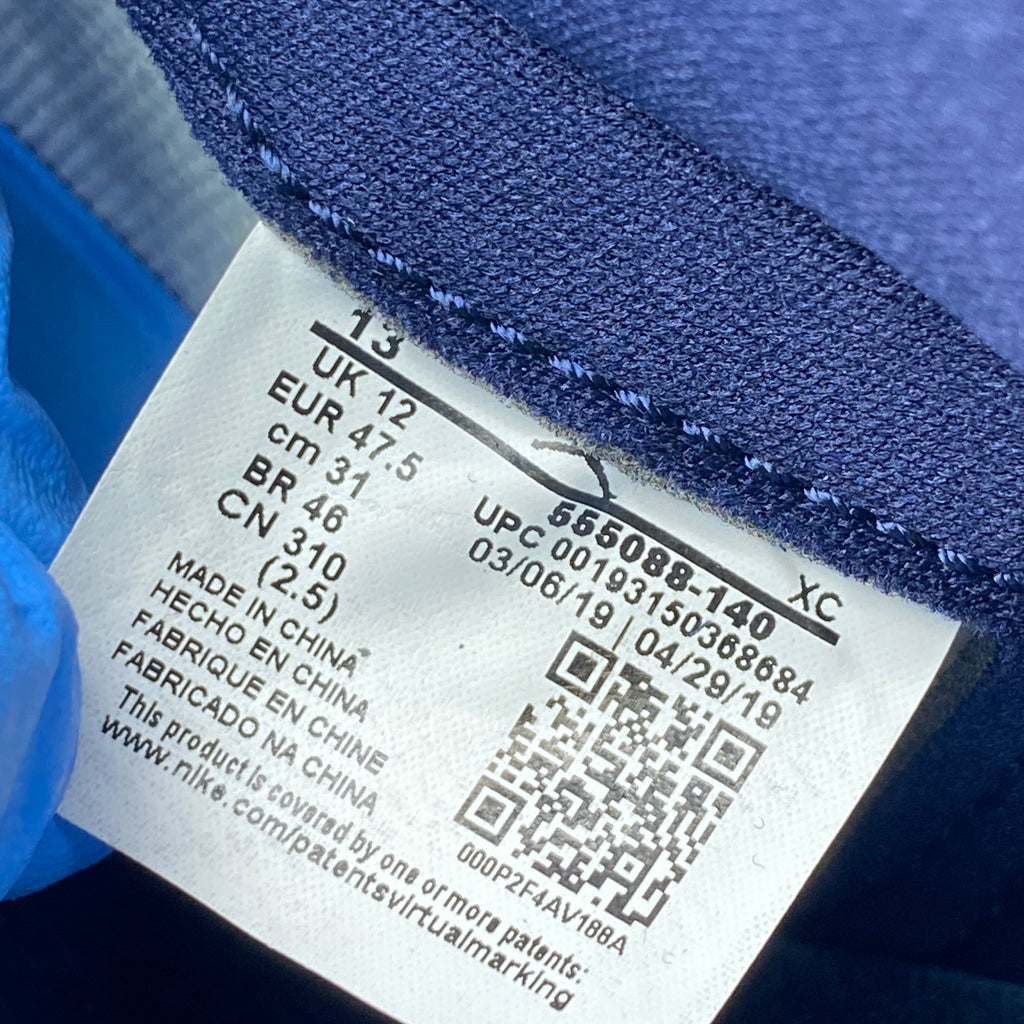 13
UK 12
EUR 47.5
cm 31
BR 46
CN 310
(2.5)
XC
555088-140
UPC 00193150368684
03/06/19 | 04/29/19
MADE IN CHINA
HECHO EN CHINA
FABRIQUE EN CHINE
FABRICADO NA CHINA
This product is covered by one or more patents:
www.nike.com/patentsvirtualmarking
000P2F4AV186A